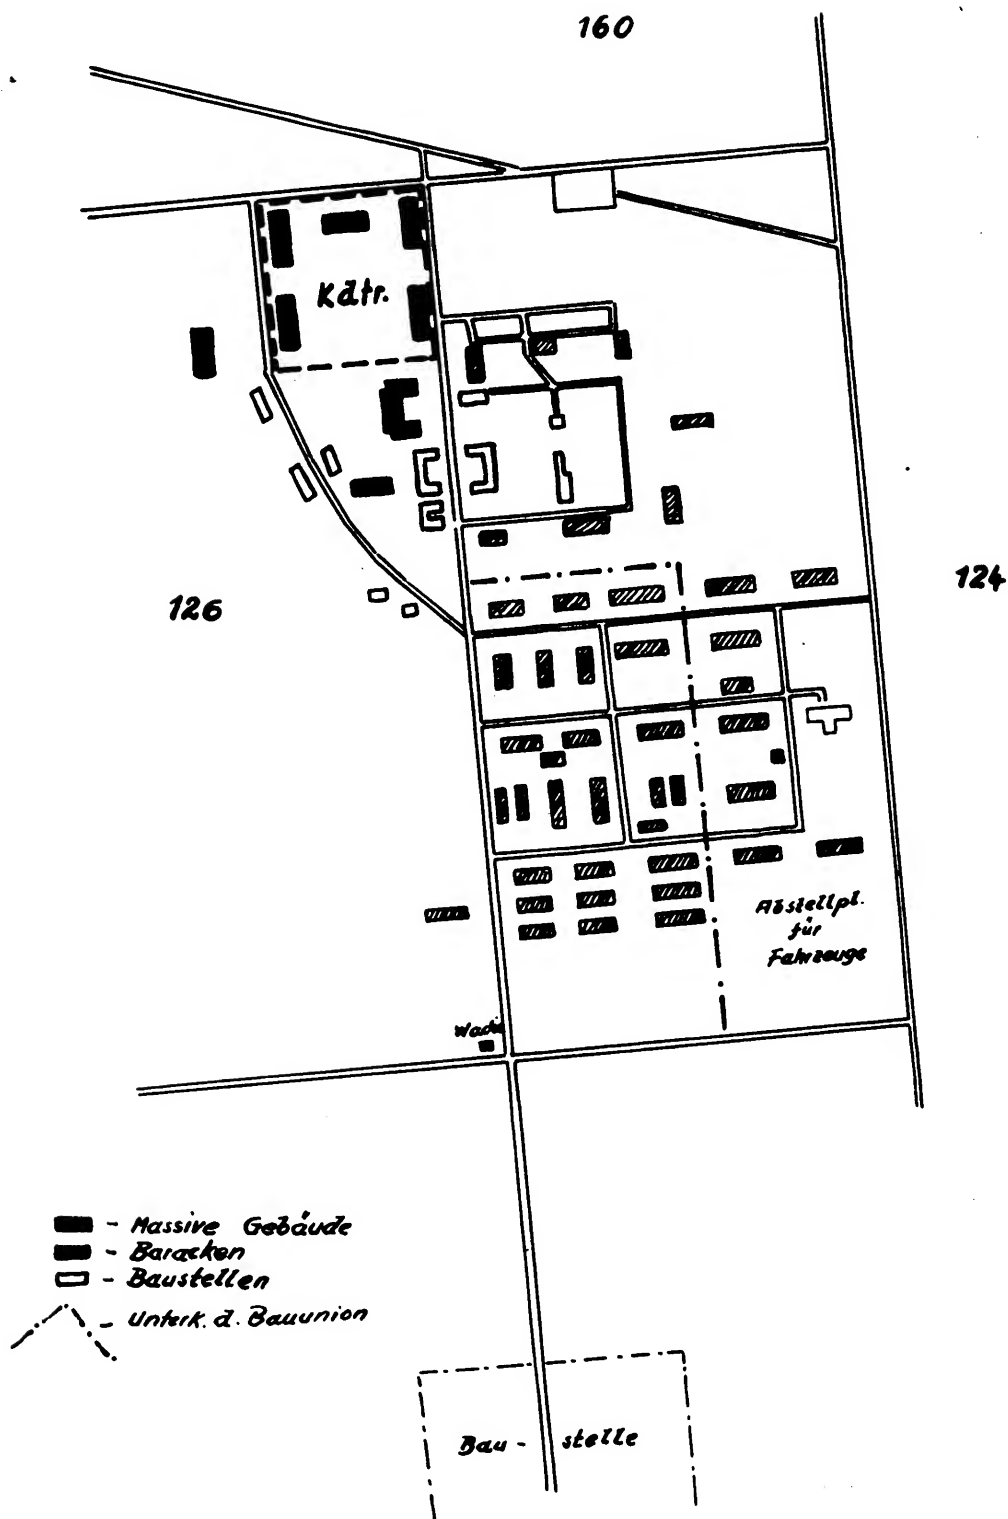 160
Kdtr.
126
124
Abstellpl.
für
Fahrzeuge
Wache
- Massive Gebäude
- Baracken
- Baustellen
- Unterk. d. Bauunion
Bau - stelle